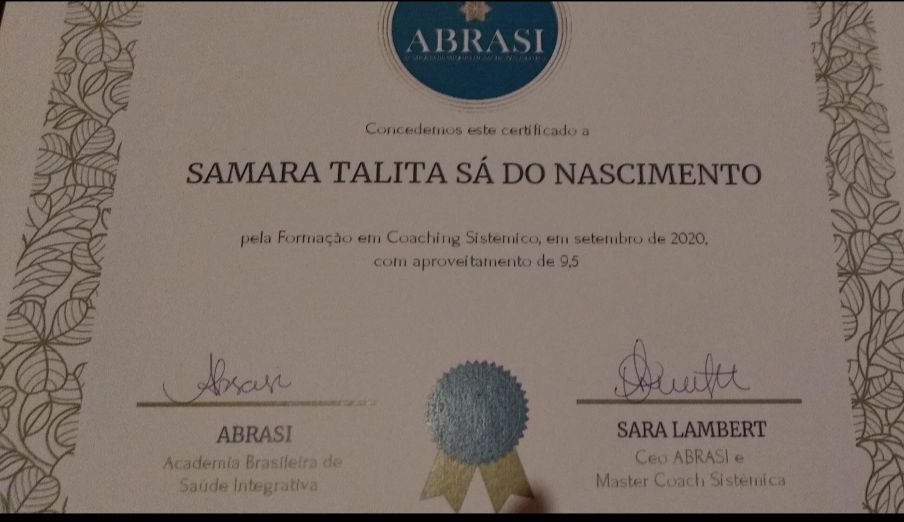 ABRASI
Concedemos este certificado a
SAMARA TALITA SÁ DO NASCIMENTO
pela Formação em Coaching Sistêmico, em setembro de 2020,
com aproveitamento de 9,5
Absasi
ABRASI
Academia Brasileira de
Saúde Integrativa
SARA LAMBERT
Ceo ABRASI e
Master Coach Sistêmica